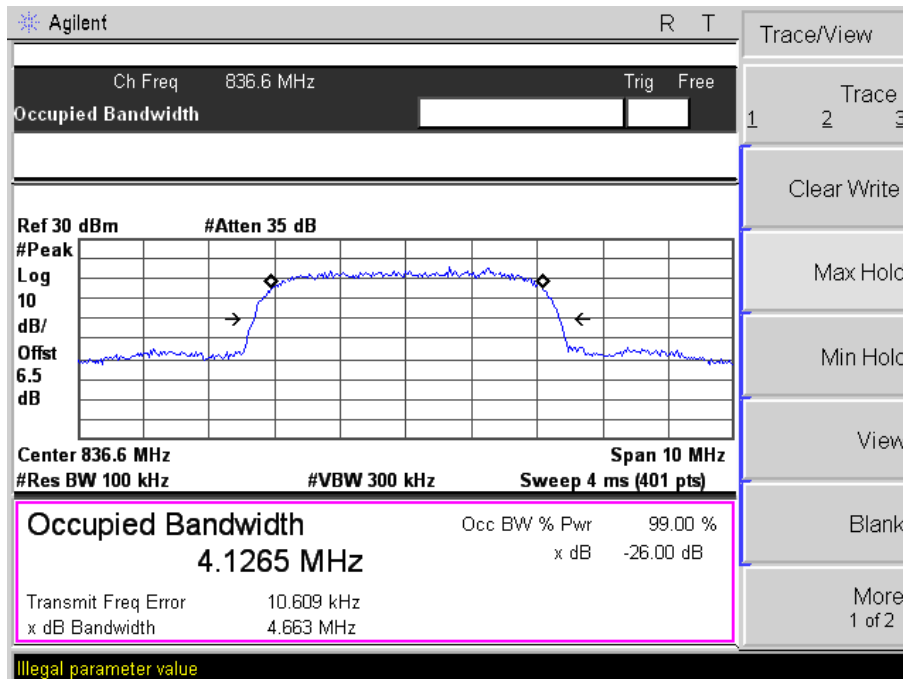 Agilent R T
Trace/View
Ch Freq 836.6 MHz Trig Free
Occupied Bandwidth
Trace
1 2 3
Clear Write
Ref 30 dBm #Atten 35 dB
#Peak
Log
10
dB/
Offst
6.5
dB
Max Hold
Min Hold
Center 836.6 MHz Span 10 MHz
#Res BW 100 kHz #VBW 300 kHz Sweep 4 ms (401 pts)
View
Occupied Bandwidth Occ BW % Pwr 99.00 %
4.1265 MHz x dB -26.00 dB
Blank
Transmit Freq Error 10.609 kHz
x dB Bandwidth 4.663 MHz
More
1 of 2
Illegal parameter value